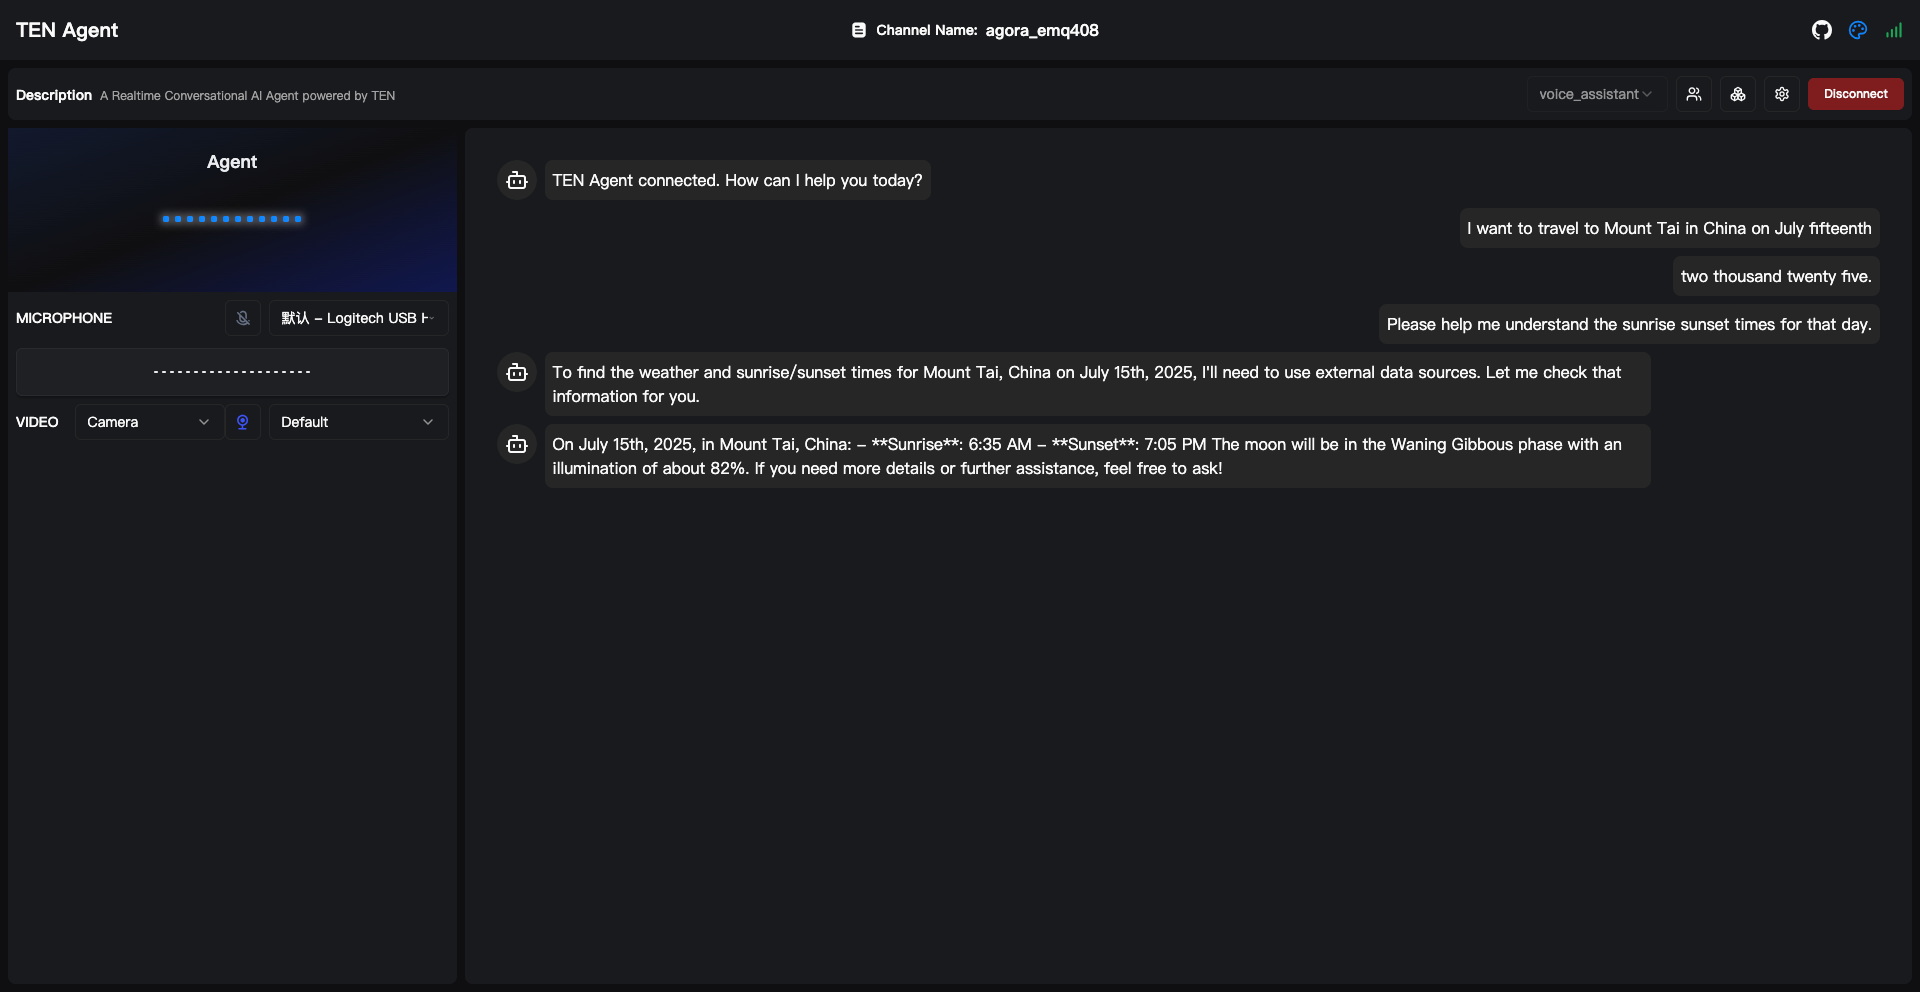 TEN Agent
Channel Name: agora_emq408
Description A Realtime Conversational AI Agent powered by TEN
voice_assistant
Disconnect
Agent
MICROPHONE
默认 – Logitech USB H
VIDEO
Camera
Default
TEN Agent connected. How can I help you today?
I want to travel to Mount Tai in China on July fifteenth
two thousand twenty five.
Please help me understand the sunrise sunset times for that day.
To find the weather and sunrise/sunset times for Mount Tai, China on July 15th, 2025, I'll need to use external data sources. Let me check that
information for you.
On July 15th, 2025, in Mount Tai, China: – **Sunrise**: 6:35 AM – **Sunset**: 7:05 PM The moon will be in the Waning Gibbous phase with an
illumination of about 82%. If you need more details or further assistance, feel free to ask!